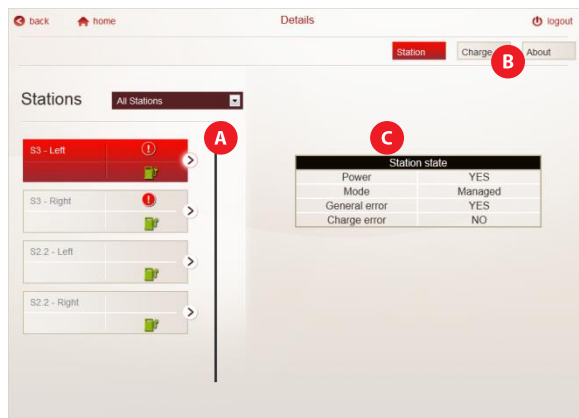 back home Details logout
Station Charge About
B
Stations All Stations
A C
S3 - Left
S3 - Right
S2.2 - Left
S2.2 - Right
Station state
Power YES
Mode Managed
General error YES
Charge error NO